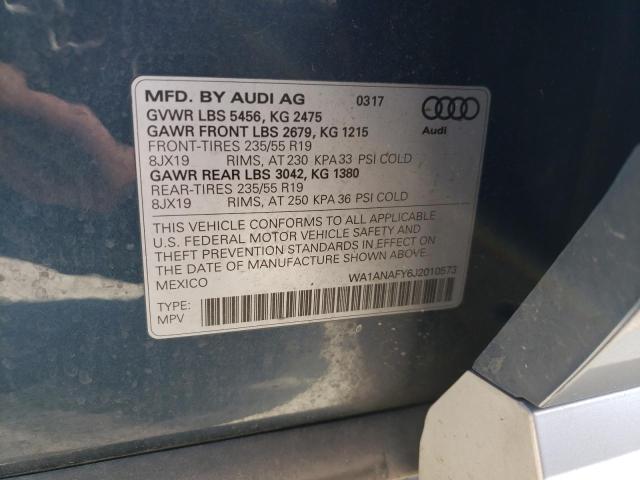 MFD. BY AUDI AG 0317
GVWR LBS 5456, KG 2475
GAWR FRONT LBS 2679, KG 1215
FRONT-TIRES 235/55 R19
8JX19 RIMS, AT 230 KPA 33 PSI COLD
GAWR REAR LBS 3042, KG 1380
REAR-TIRES 235/55 R19
8JX19 RIMS, AT 250 KPA 36 PSI COLD
Audi
THIS VEHICLE CONFORMS TO ALL APPLICABLE
U.S. FEDERAL MOTOR VEHICLE SAFETY AND
THEFT PREVENTION STANDARDS IN EFFECT ON
THE DATE OF MANUFACTURE SHOWN ABOVE.
MEXICO WA1ANAFY6J2010573
TYPE:
MPV